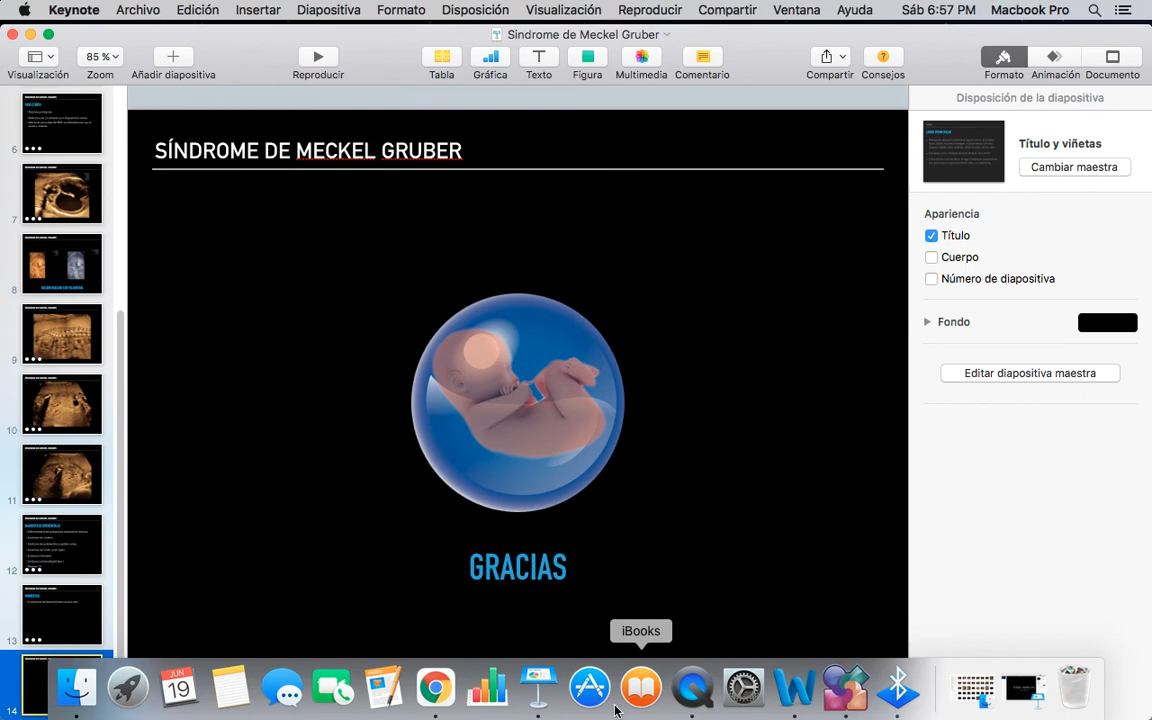 Keynote Archivo Edición Insertar Diapositiva Formato Disposición Visualización Reproducir Compartir Ventana Ayuda Sáb 6:57 PM Macbook Pro
Sindrome de Meckel Gruber
85 %
Visualización Zoom Añadir diapositiva Reproducir Tabla Gráfica Texto Figura Multimedia Comentario Compartir Consejos Formato Animación Documento
6
7
8
9
10
11
12
13
14
SÍNDROME DE MECKEL GRUBER
GRACIAS
Disposición de la diapositiva
Título y viñetas
Cambiar maestra
Apariencia
Título
Cuerpo
Número de diapositiva
Fondo
Editar diapositiva maestra
iBooks
JUN
19